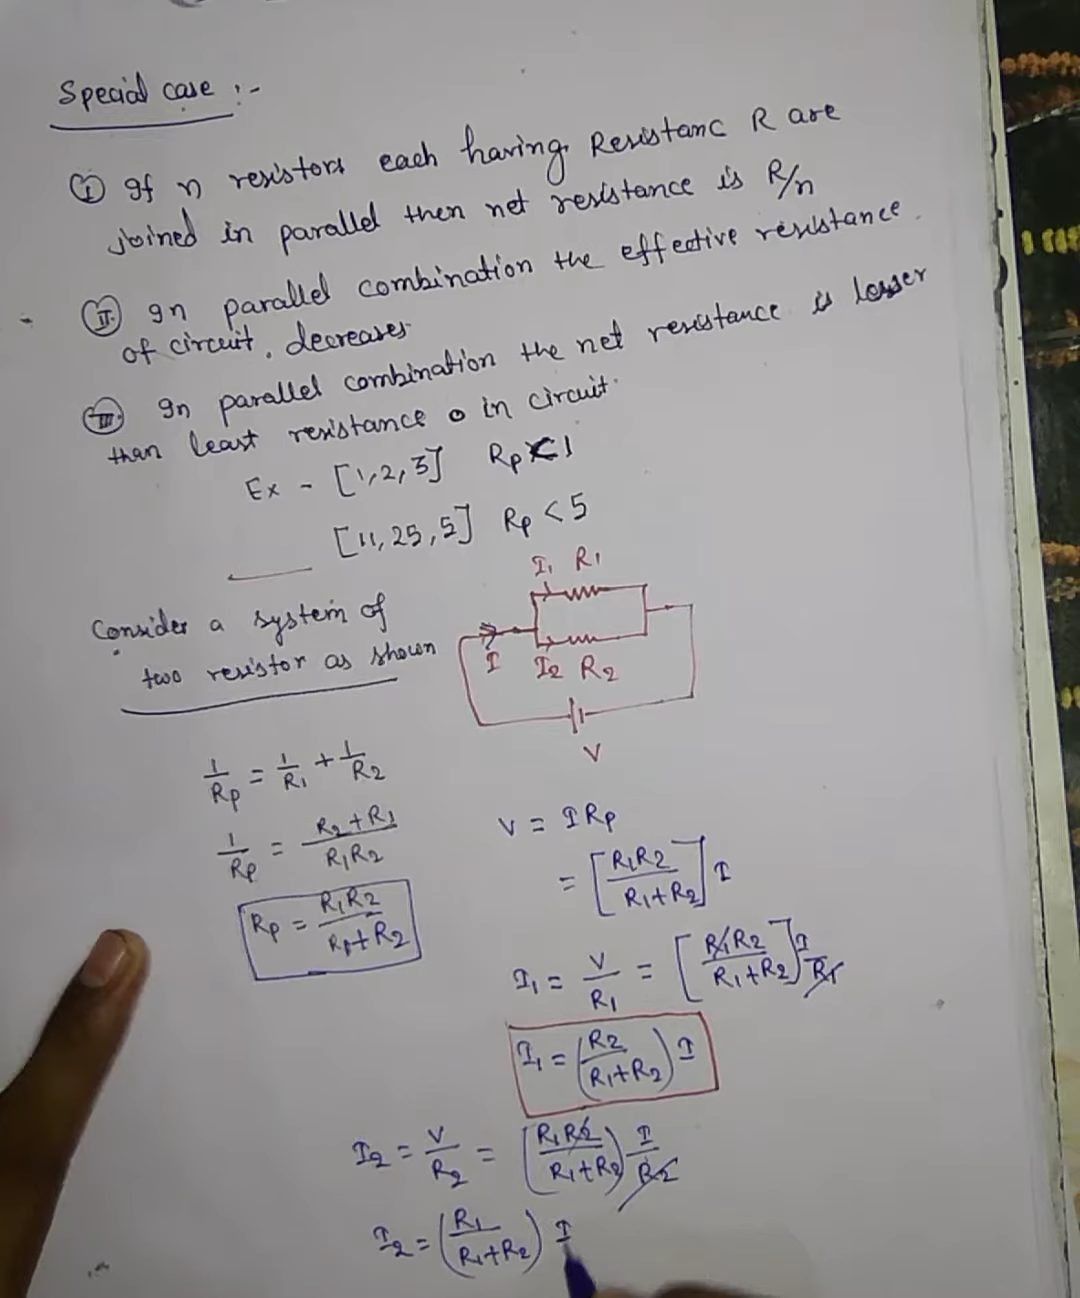 Special case :-
(I) If n resistors each having Resistanc R are
joined in parallel then net resistance is R/n
(II) In parallel combination the effective resistance
of circuit, decreases
(III) In parallel combination the net resistance is lesser
than least resistance in circuit.
Ex - [1,2,3] Rp < 1
[11, 25, 5] Rp < 5
I₁ R₁
Consider a system of
two resistor as shown
I I₂ R₂
V
1/Rp = 1/R₁ + 1/R₂
1/Rp = (R₂+R₁)/(R₁R₂)
Rp = R₁R₂/(R₁+R₂)
V = IRp
= [R₁R₂/(R₁+R₂)] I
I₁ = V/R₁ = [R₁R₂/(R₁+R₂)] I/R₁
I₁ = (R₂/(R₁+R₂)) I
I₂ = V/R₂ = (R₁R₂/(R₁+R₂)) I/R₂
I₂ = (R₁/(R₁+R₂)) I